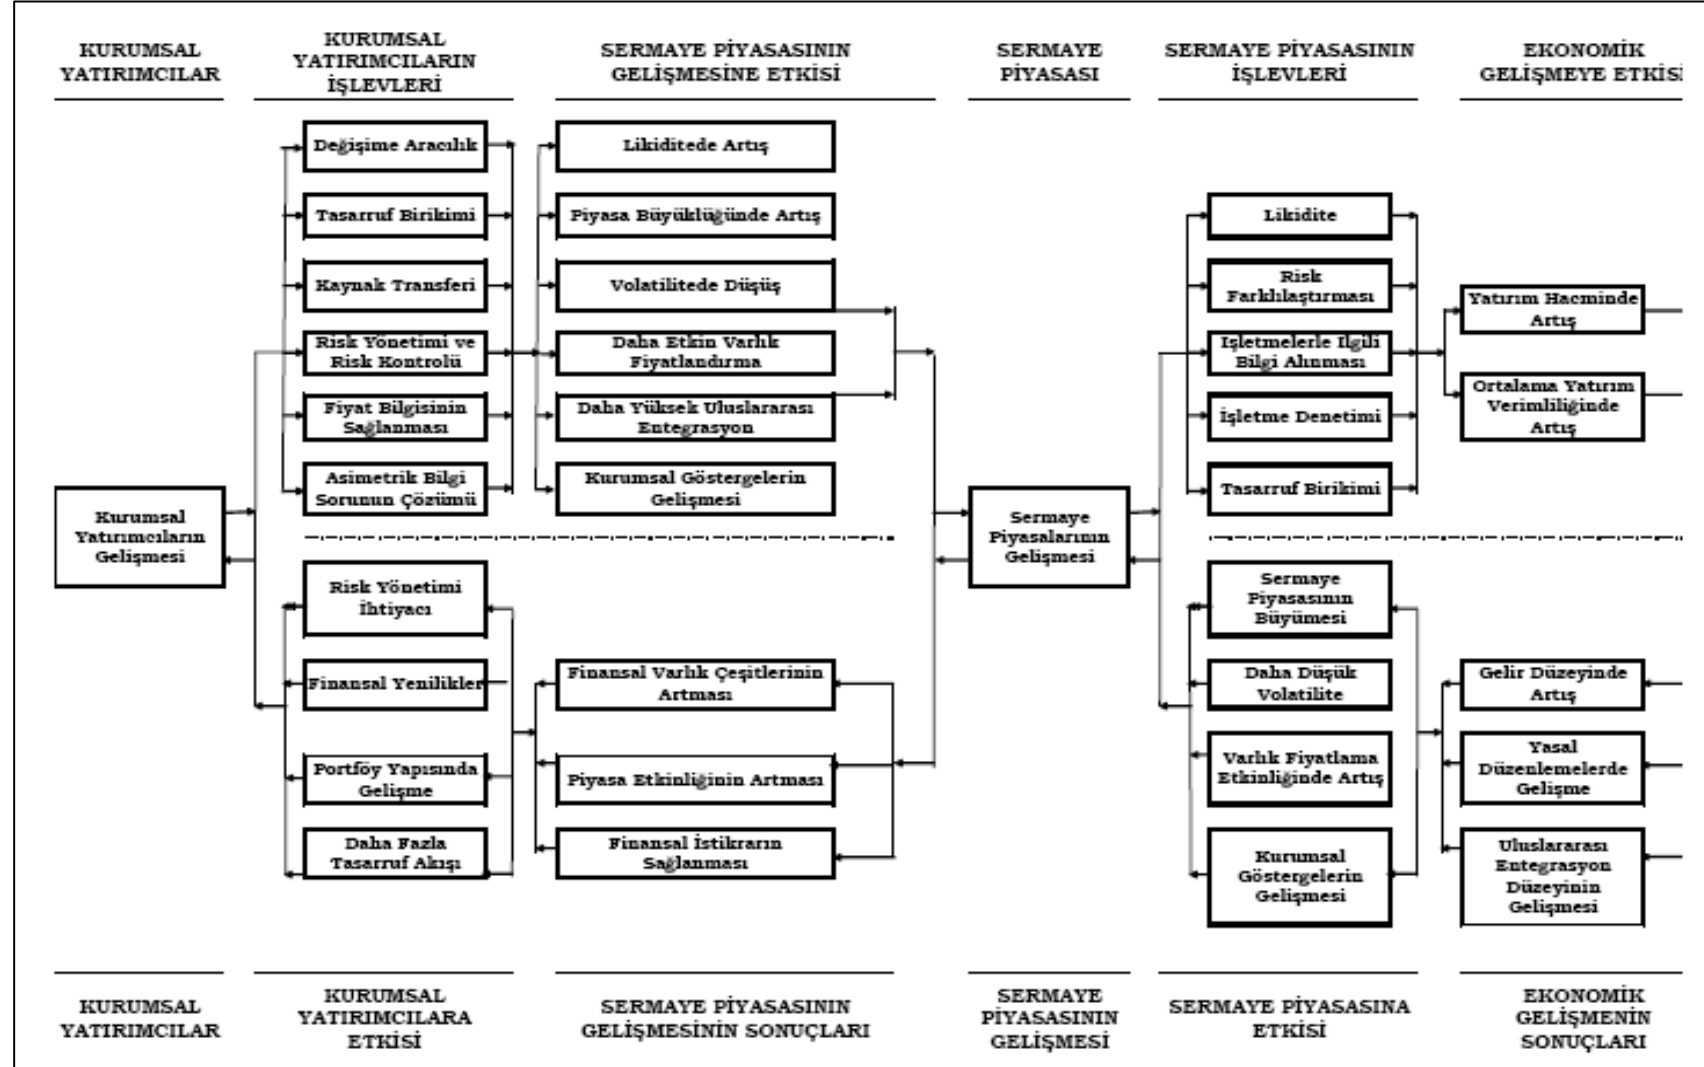 KURUMSAL
YATIRIMCILAR
KURUMSAL
YATIRIMCILARIN
İŞLEVLERİ
SERMAYE PİYASASININ
GELİŞMESİNE ETKİSİ
SERMAYE
PİYASASI
SERMAYE PİYASASININ
İŞLEVLERİ
EKONOMİK
GELİŞMEYE ETKİSİ
Değişime Aracılık
Tasarruf Birikimi
Kaynak Transferi
Risk Yönetimi ve
Risk Kontrolü
Fiyat Bilgisinin
Sağlanması
Asimetrik Bilgi
Sorunun Çözümü
Likiditede Artış
Piyasa Büyüklüğünde Artış
Volatilitede Düşüş
Daha Etkin Varlık
Fiyatlandırma
Daha Yüksek Uluslararası
Entegrasyon
Kurumsal Göstergelerin
Gelişmesi
Likidite
Risk
Farklılaştırması
İşletmelerle İlgili
Bilgi Alınması
İşletme Denetimi
Tasarruf Birikimi
Yatırım Hacminde
Artış
Ortalama Yatırım
Verimliliğinde
Artış
Kurumsal
Yatırımcıların
Gelişmesi
Sermaye
Piyasalarının
Gelişmesi
Risk Yönetimi
İhtiyacı
Finansal Yenilikler
Portföy Yapısında
Gelişme
Daha Fazla
Tasarruf Akışı
Finansal Varlık Çeşitlerinin
Artması
Piyasa Etkinliğinin Artması
Finansal İstikrarın
Sağlanması
Sermaye
Piyasasının
Büyümesi
Daha Düşük
Volatilite
Varlık Fiyatlama
Etkinliğinde Artış
Kurumsal
Göstergelerin
Gelişmesi
Gelir Düzeyinde
Artış
Yasal
Düzenlemelerde
Gelişme
Uluslararası
Entegrasyon
Düzeyinin
Gelişmesi
KURUMSAL
YATIRIMCILAR
KURUMSAL
YATIRIMCILARA
ETKİSİ
SERMAYE PİYASASININ
GELİŞMESİNİN SONUÇLARI
SERMAYE
PİYASASININ
GELİŞMESİ
SERMAYE PİYASASINA
ETKİSİ
EKONOMİK
GELİŞMENİN
SONUÇLARI